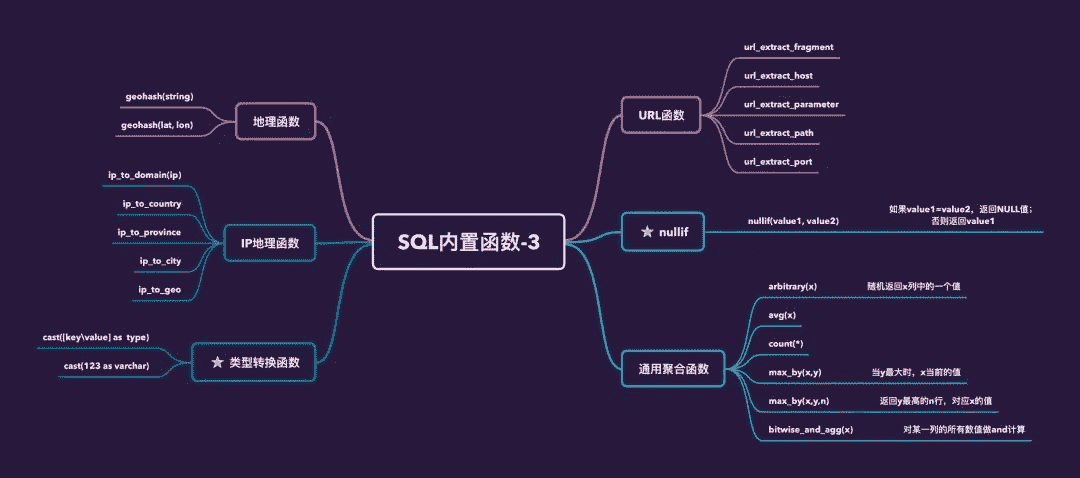 SQL内置函数-3
地理函数
geohash(string)
geohash(lat, lon)
IP地理函数
ip_to_domain(ip)
ip_to_country
ip_to_province
ip_to_city
ip_to_geo
★ 类型转换函数
cast([key\value] as type)
cast(123 as varchar)
URL函数
url_extract_fragment
url_extract_host
url_extract_parameter
url_extract_path
url_extract_port
★ nullif
nullif(value1, value2)
如果value1=value2，返回NULL值；
否则返回value1
通用聚合函数
arbitrary(x)
随机返回x列中的一个值
avg(x)
count(*)
max_by(x,y)
当y最大时，x当前的值
max_by(x,y,n)
返回y最高的n行，对应x的值
bitwise_and_agg(x)
对某一列的所有数值做and计算